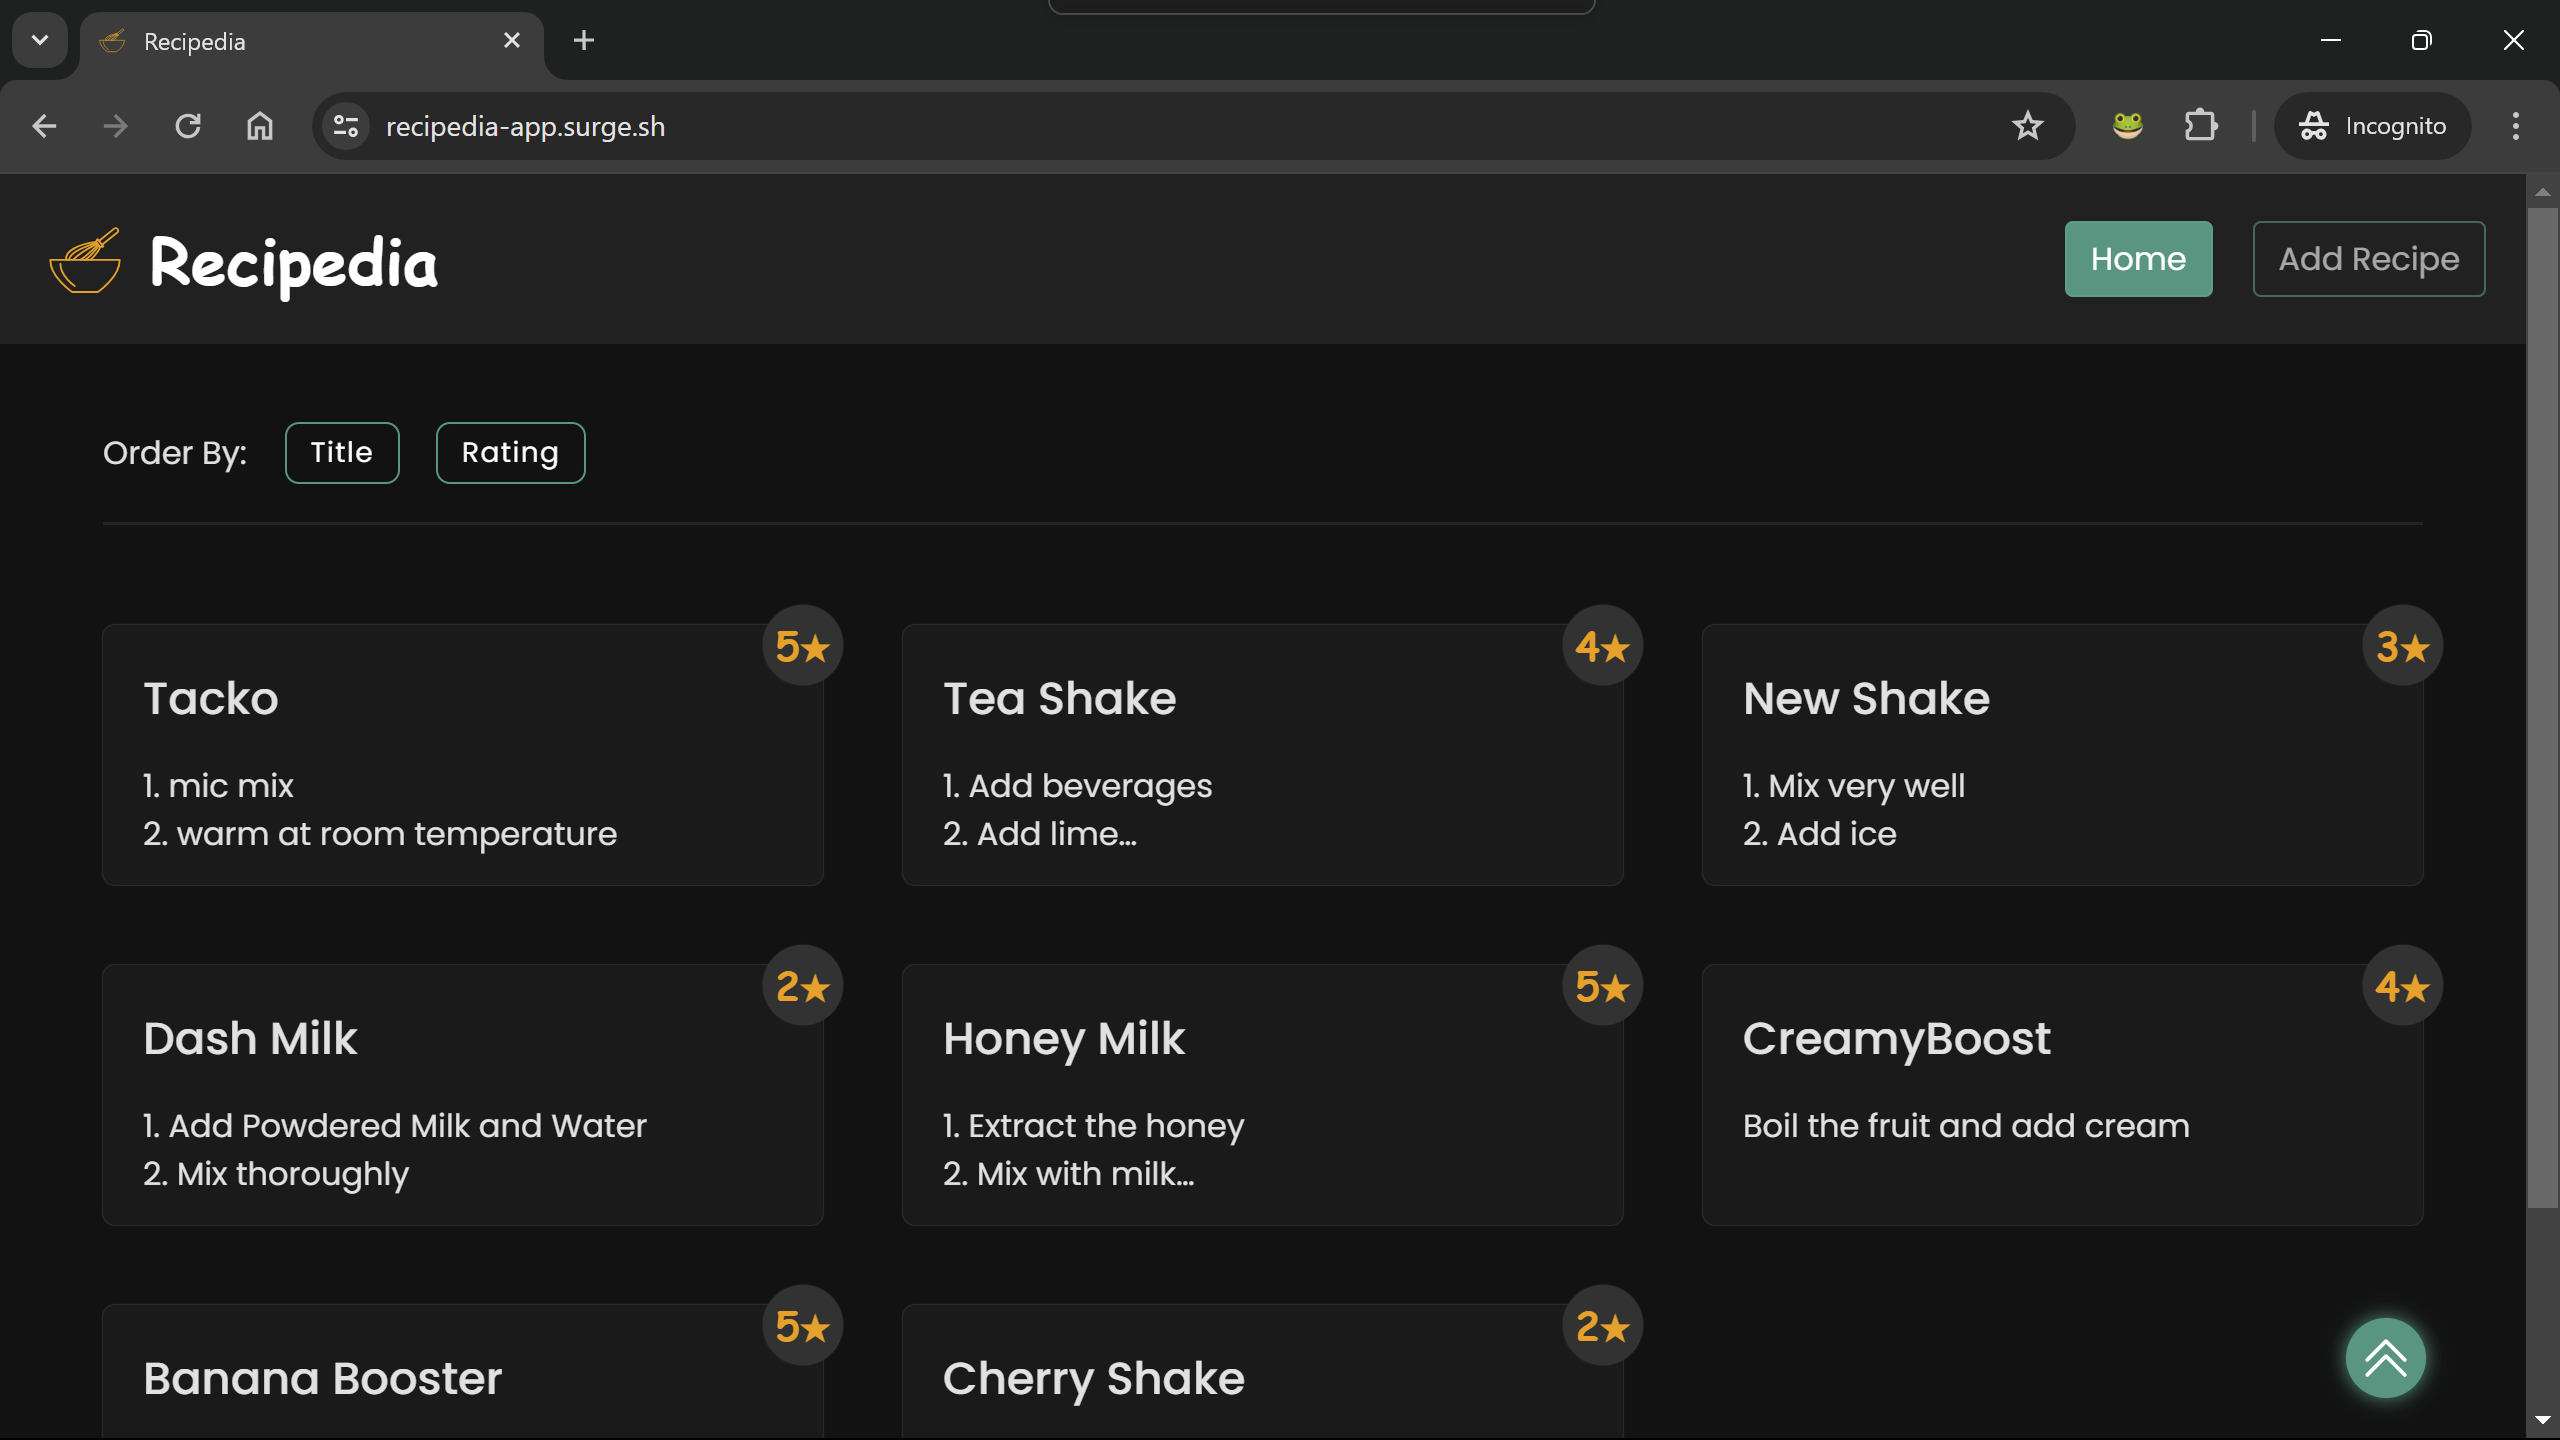 Recipedia
recipedia-app.surge.sh
Incognito
Recipedia
Home
Add Recipe
Order By:
Title
Rating
5★
Tacko
1. mic mix
2. warm at room temperature
4★
Tea Shake
1. Add beverages
2. Add lime...
3★
New Shake
1. Mix very well
2. Add ice
2★
Dash Milk
1. Add Powdered Milk and Water
2. Mix thoroughly
5★
Honey Milk
1. Extract the honey
2. Mix with milk...
4★
CreamyBoost
Boil the fruit and add cream
5★
Banana Booster
2★
Cherry Shake